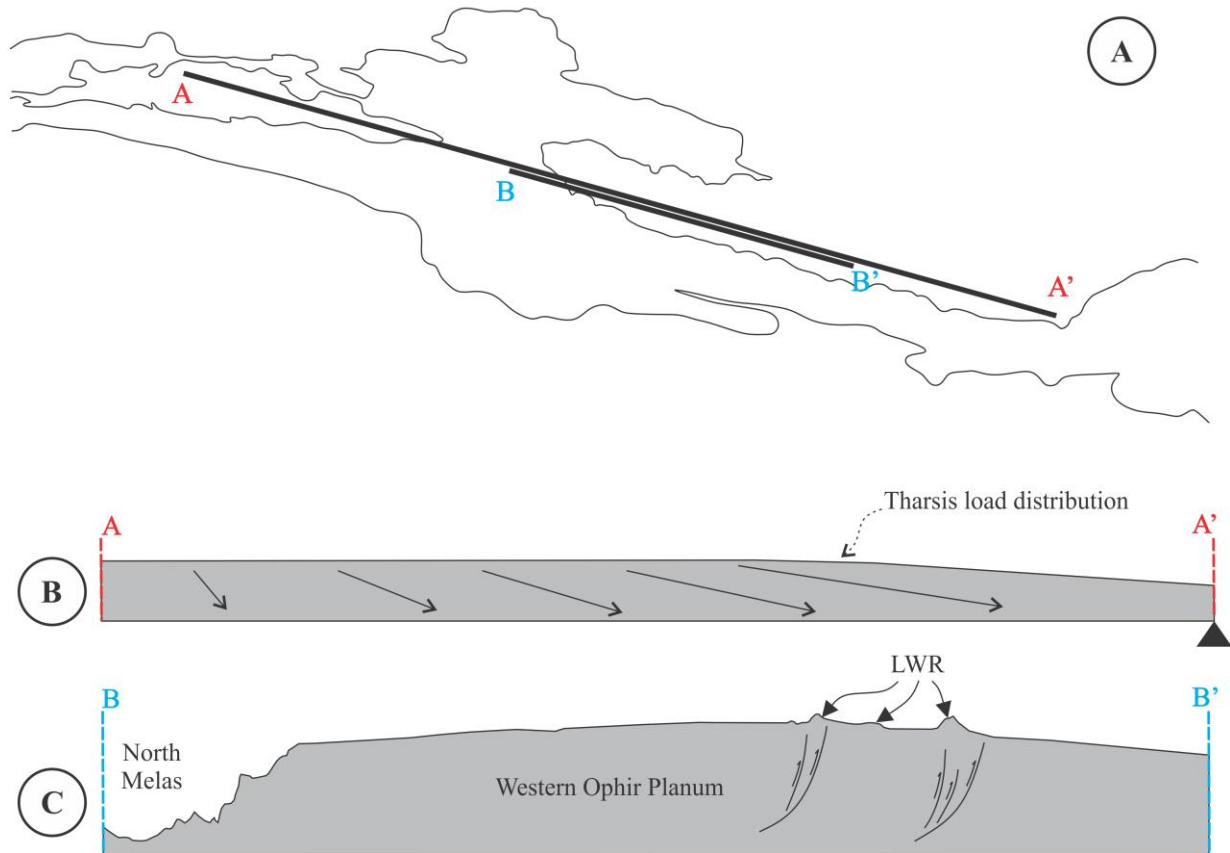 A
A
B
B’
A’
Tharsis load distribution
A
A’
B
LWR
B
B’
North
Melas
Western Ophir Planum
C